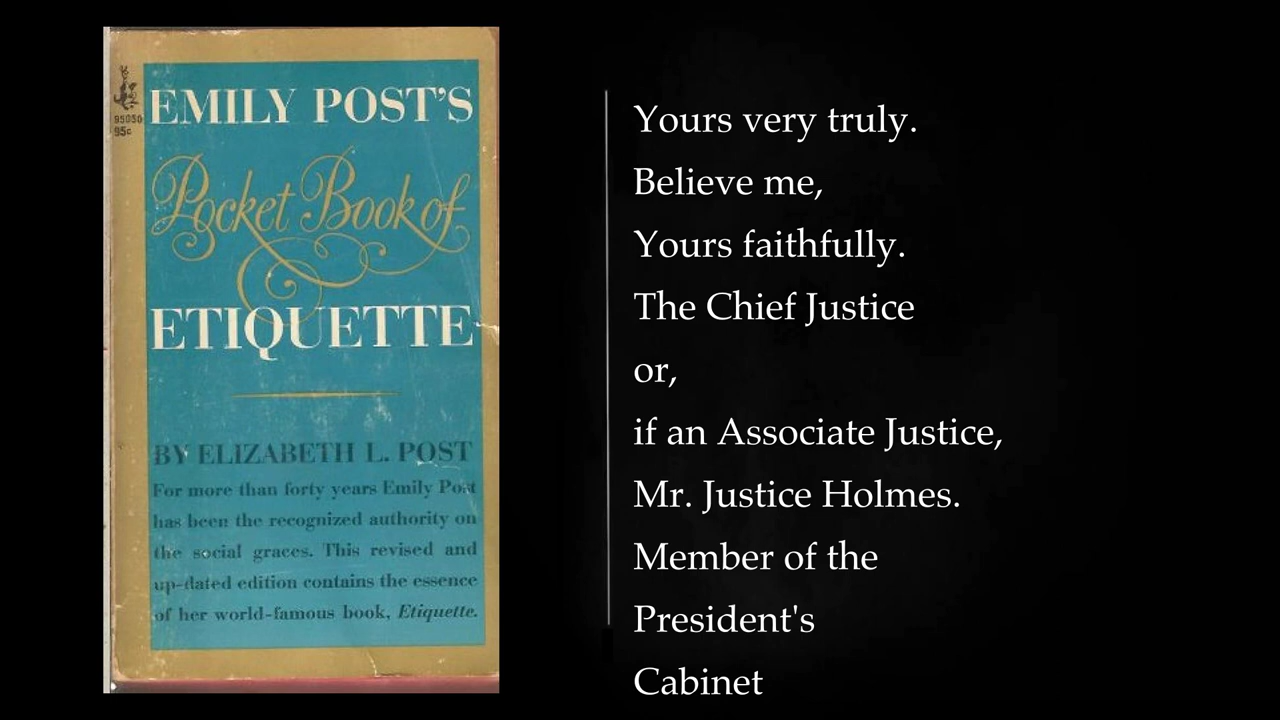 EMILY POST'S
Pocket Book of
ETIQUETTE
95050
95c
BY ELIZABETH L. POST
For more than forty years Emily Post
has been the recognized authority on
the social graces. This revised and
up-dated edition contains the essence
of her world-famous book, Etiquette.
Yours very truly.
Believe me,
Yours faithfully.
The Chief Justice
or,
if an Associate Justice,
Mr. Justice Holmes.
Member of the
President's
Cabinet